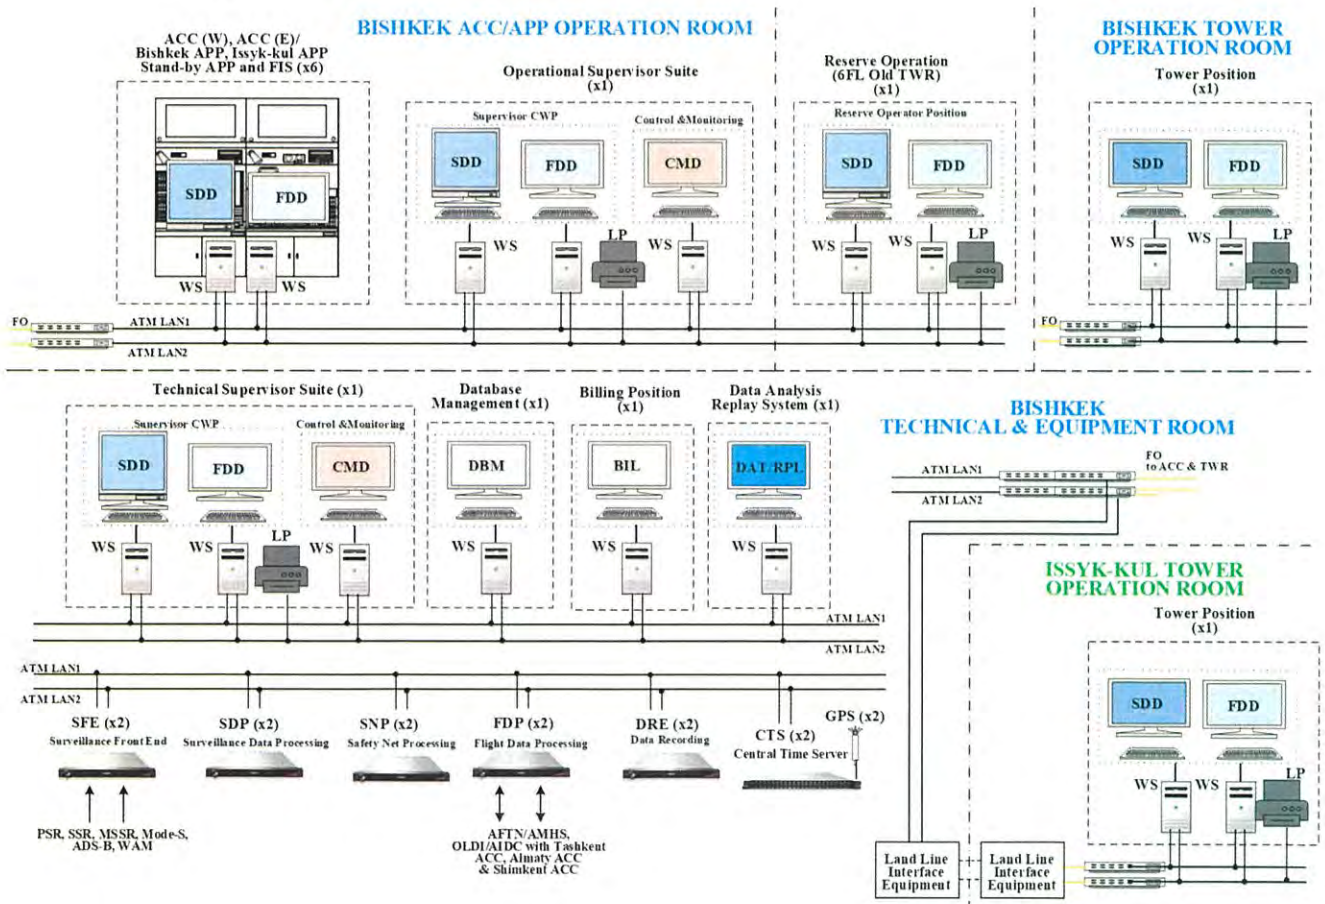 BISHKEK ACC/APP OPERATION ROOM
ACC (W), ACC (E)/
Bishkek APP, Issyk-kul APP
Stand-by APP and FIS (x6)
SDD
FDD
WS
WS
Operational Supervisor Suite
(x1)
Supervisor CWP
Control &Monitoring
SDD
FDD
CMD
WS
LP
WS
Reserve Operation
(6FL Old TWR)
(x1)
Reserve Operator Position
SDD
FDD
WS
WS
LP
BISHKEK TOWER
OPERATION ROOM
Tower Position
(x1)
SDD
FDD
WS
WS
LP
FO
ATM LAN1
ATM LAN2
FO
Technical Supervisor Suite (x1)
Supervisor CWP
Control &Monitoring
SDD
FDD
CMD
WS
WS
LP
WS
Database
Management (x1)
DBM
WS
Billing Position
(x1)
BIL
WS
Data Analysis
Replay System (x1)
DAT/RPL
WS
ATM LAN1
ATM LAN2
ATM LAN1
ATM LAN2
SFE (x2)
Surveillance Front End
PSR, SSR, MSSR, Mode-S,
ADS-B, WAM
SDP (x2)
Surveillance Data Processing
SNP (x2)
Safety Net Processing
FDP (x2)
Flight Data Processing
AFTN/AMHS,
OLDI/AIDC with Tashkent
ACC, Almaty ACC
& Shimkent ACC
DRE (x2)
Data Recording
CTS (x2)
Central Time Server
GPS (x2)
BISHKEK
TECHNICAL & EQUIPMENT ROOM
ATM LAN1
ATM LAN2
FO
to ACC & TWR
ISSYK-KUL TOWER
OPERATION ROOM
Tower Position
(x1)
SDD
FDD
WS
WS
LP
Land Line
Interface
Equipment
Land Line
Interface
Equipment